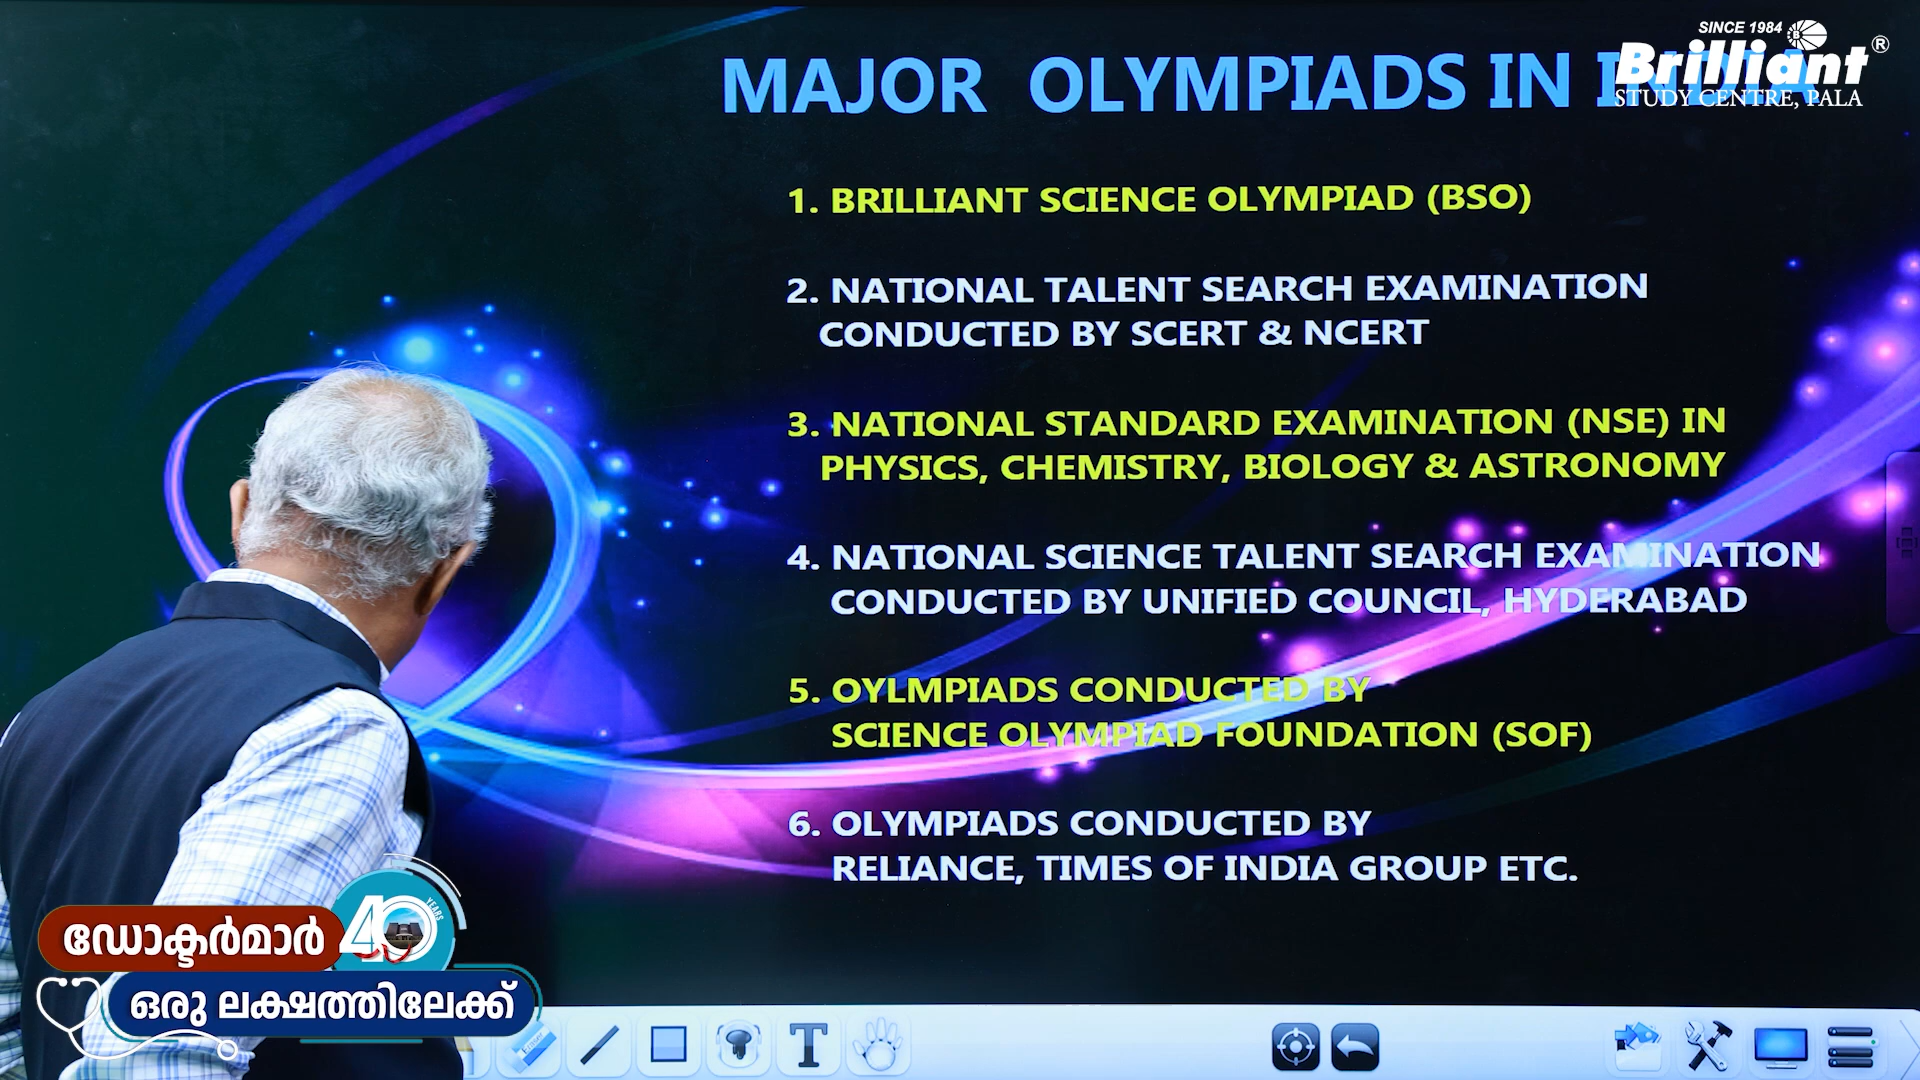 SINCE 1984
Brilliant ®
STUDY CENTRE, PALA
MAJOR OLYMPIADS IN INDIA
1. BRILLIANT SCIENCE OLYMPIAD (BSO)
2. NATIONAL TALENT SEARCH EXAMINATION
CONDUCTED BY SCERT & NCERT
3. NATIONAL STANDARD EXAMINATION (NSE) IN
PHYSICS, CHEMISTRY, BIOLOGY & ASTRONOMY
4. NATIONAL SCIENCE TALENT SEARCH EXAMINATION
CONDUCTED BY UNIFIED COUNCIL, HYDERABAD
5. OYLMPIADS CONDUCTED BY
SCIENCE OLYMPIAD FOUNDATION (SOF)
6. OLYMPIADS CONDUCTED BY
RELIANCE, TIMES OF INDIA GROUP ETC.
ഡോക്ടർമാർ
40 YEARS
ഒരു ലക്ഷത്തിലേക്ക്
T